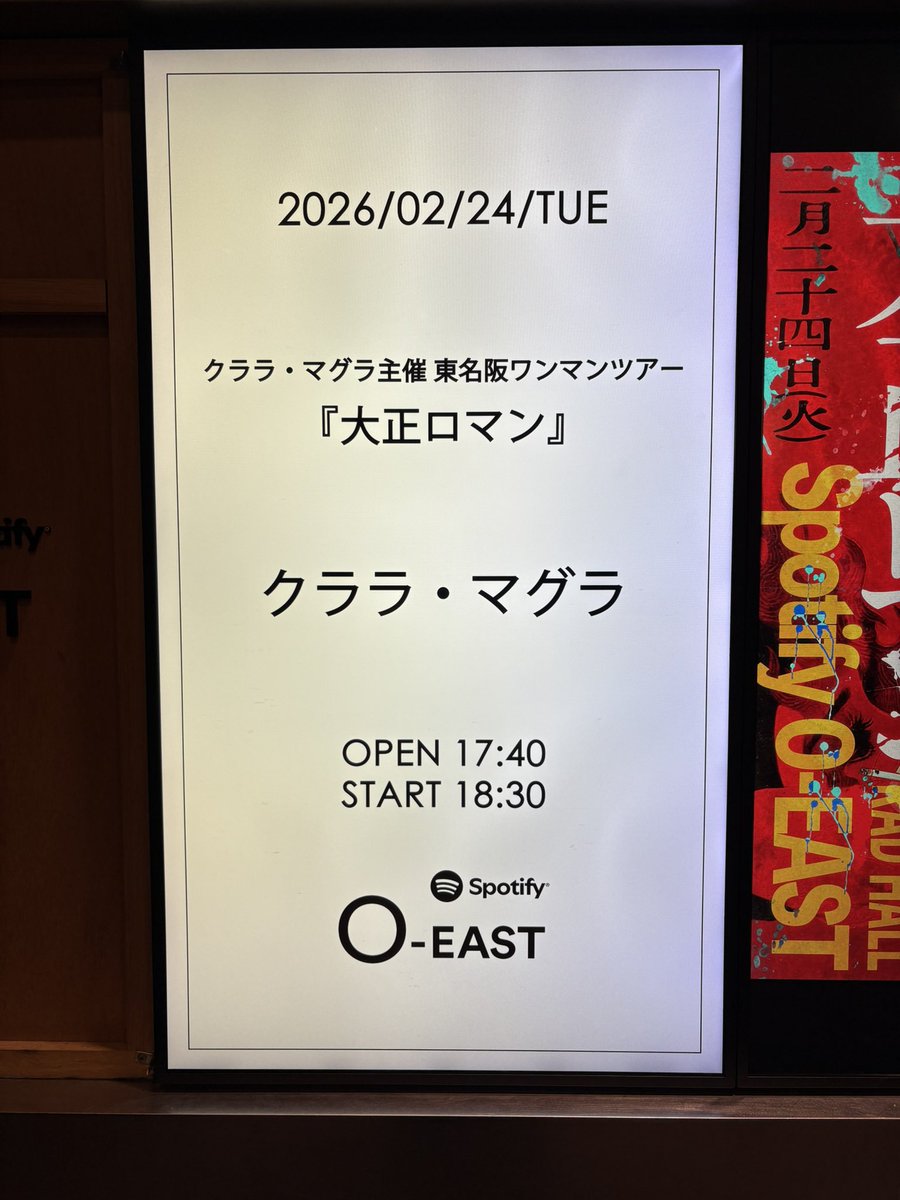 2026/02/24/TUE
クララ・マグラ主催 東名阪ワンマンツアー
『大正ロマン』
クララ・マグラ
OPEN 17:40
START 18:30
Spotify
O-EAST
二月二十四日(火)
Spotify O-EAST
HALL